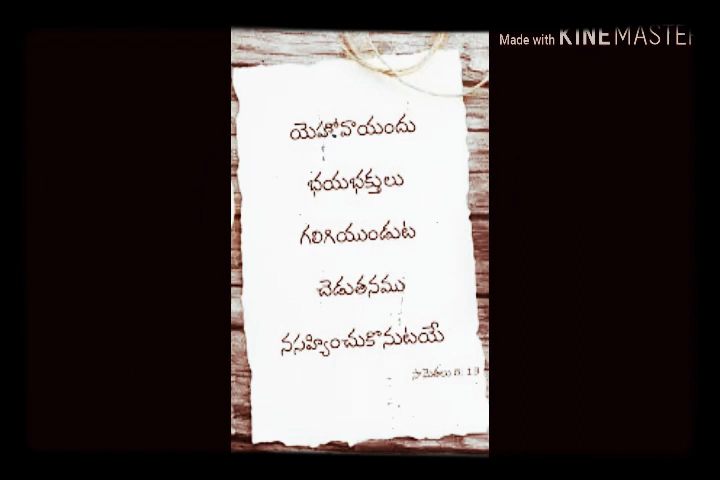 Made with KINEMASTER
యెహోవాయందు
భయభక్తులు
గలిగియుండుట
చెడుతనము
నసహ్యించుకొనుటయే
సామెతలు 8: 13